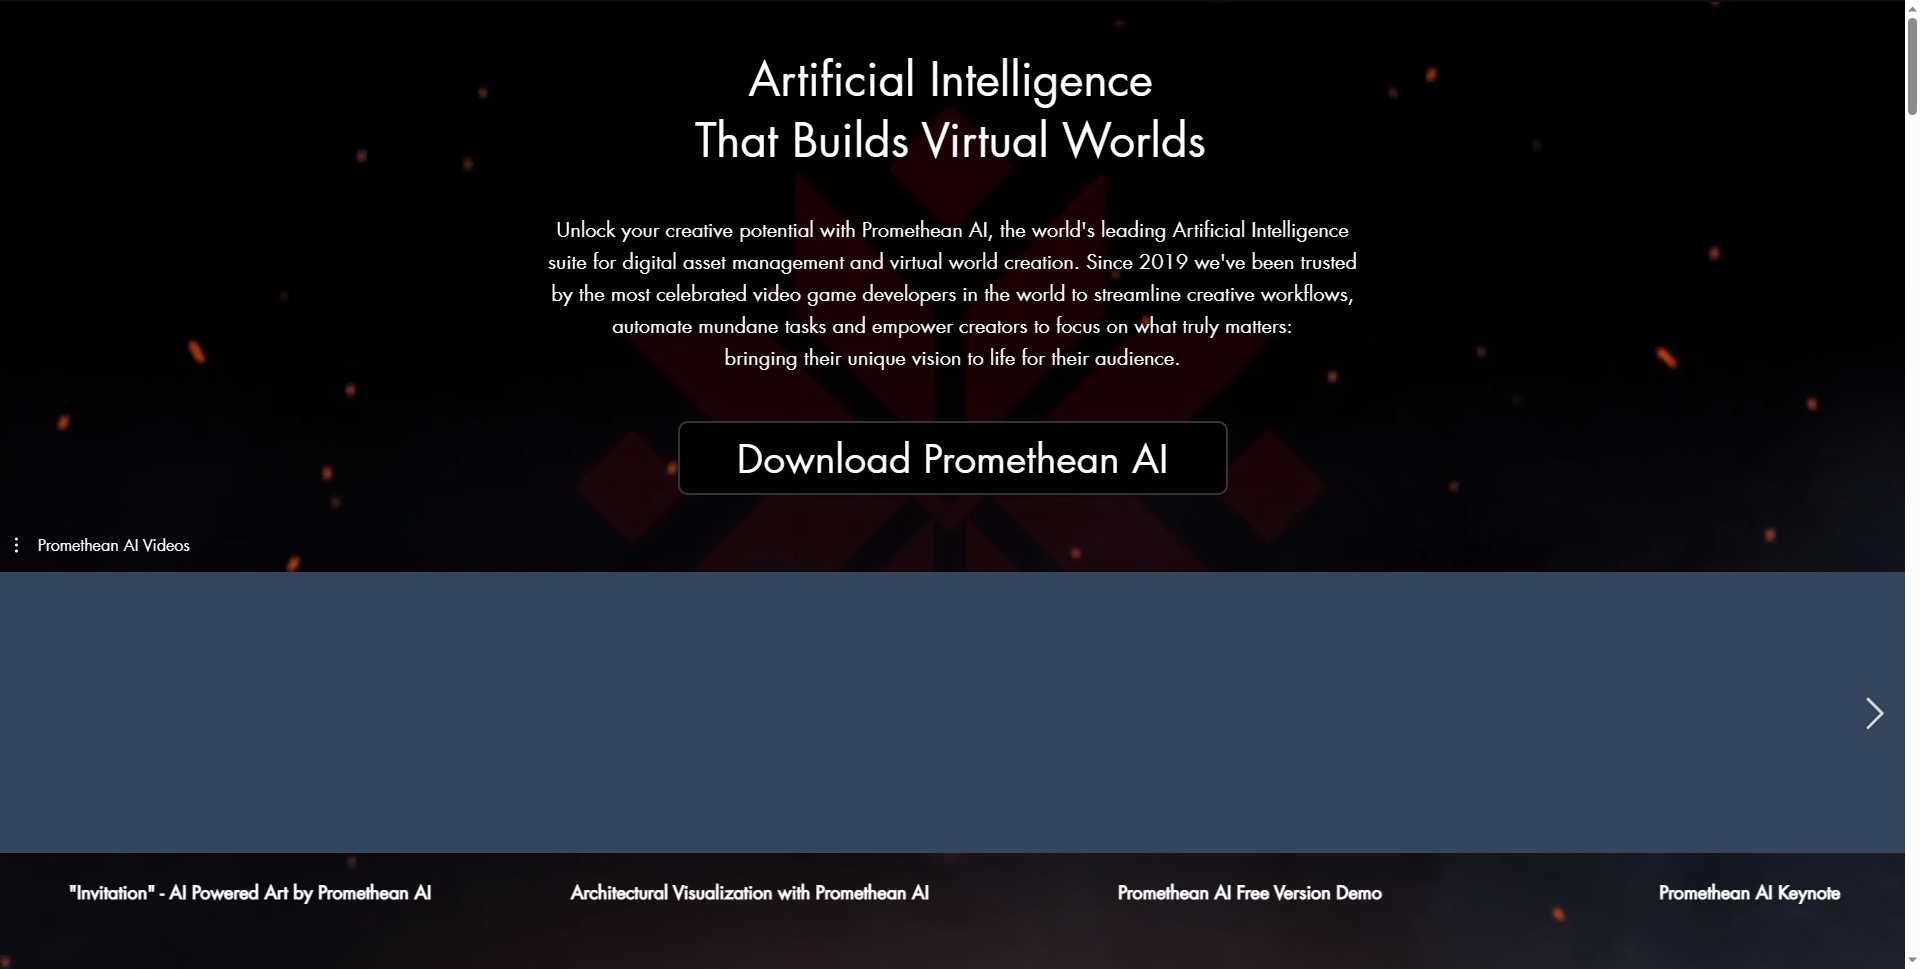 Artificial Intelligence
That Builds Virtual Worlds
Unlock your creative potential with Promethean AI, the world's leading Artificial Intelligence
suite for digital asset management and virtual world creation. Since 2019 we've been trusted
by the most celebrated video game developers in the world to streamline creative workflows,
automate mundane tasks and empower creators to focus on what truly matters:
bringing their unique vision to life for their audience.
Download Promethean AI
Promethean AI Videos
"Invitation" - AI Powered Art by Promethean AI
Architectural Visualization with Promethean AI
Promethean AI Free Version Demo
Promethean AI Keynote